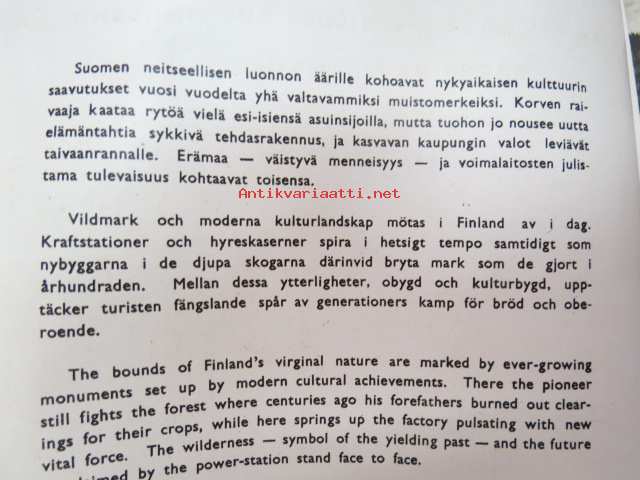 Suomen neitseellisen luonnon äärille kohoavat nykyaikaisen kulttuurin
saavutukset vuosi vuodelta yhä valtavammiksi muistomerkeiksi. Korven rai-
vaaja kaataa rytöä vielä esi-isiensä asuinsijoilla, mutta tuohon jo nousee uutta
elämäntahtia sykkivä tehdasrakennus, ja kasvavan kaupungin valot leviävät
taivaanrannalle. Erämaa — väistyvä menneisyys — ja voimalaitosten julis-
tama tulevaisuus kohtaavat toisensa.
Antikvariaatti.net
Vildmark och moderna kulturlandskap mötas i Finland av i dag.
Kraftstationer och hyreskaserner spira i hetsigt tempo samtidigt som
nybyggarna i de djupa skogarna därinvid bryta mark som de gjort i
århundraden. Mellan dessa ytterligheter, obygd och kulturbygd, upp-
täcker turisten fängslande spår av generationers kamp för bröd och obe-
roende.
The bounds of Finland's virginal nature are marked by ever-growing
monuments set up by modern cultural achievements. There the pioneer
still fights the forest where centuries ago his forefathers burned out clear-
ings for their crops, while here springs up the factory pulsating with new
vital force. The wilderness — symbol of the yielding past — and the future
by the power-station stand face to face.